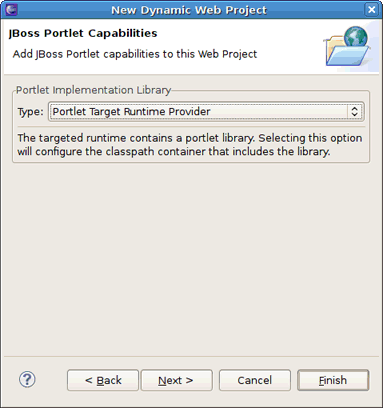 New Dynamic Web Project
JBoss Portlet Capabilities
Add JBoss Portlet capabilities to this Web Project
Portlet Implementation Library
Type: Portlet Target Runtime Provider
The targeted runtime contains a portlet library. Selecting this option
will configure the classpath container that includes the library.
? < Back Next > Cancel Finish